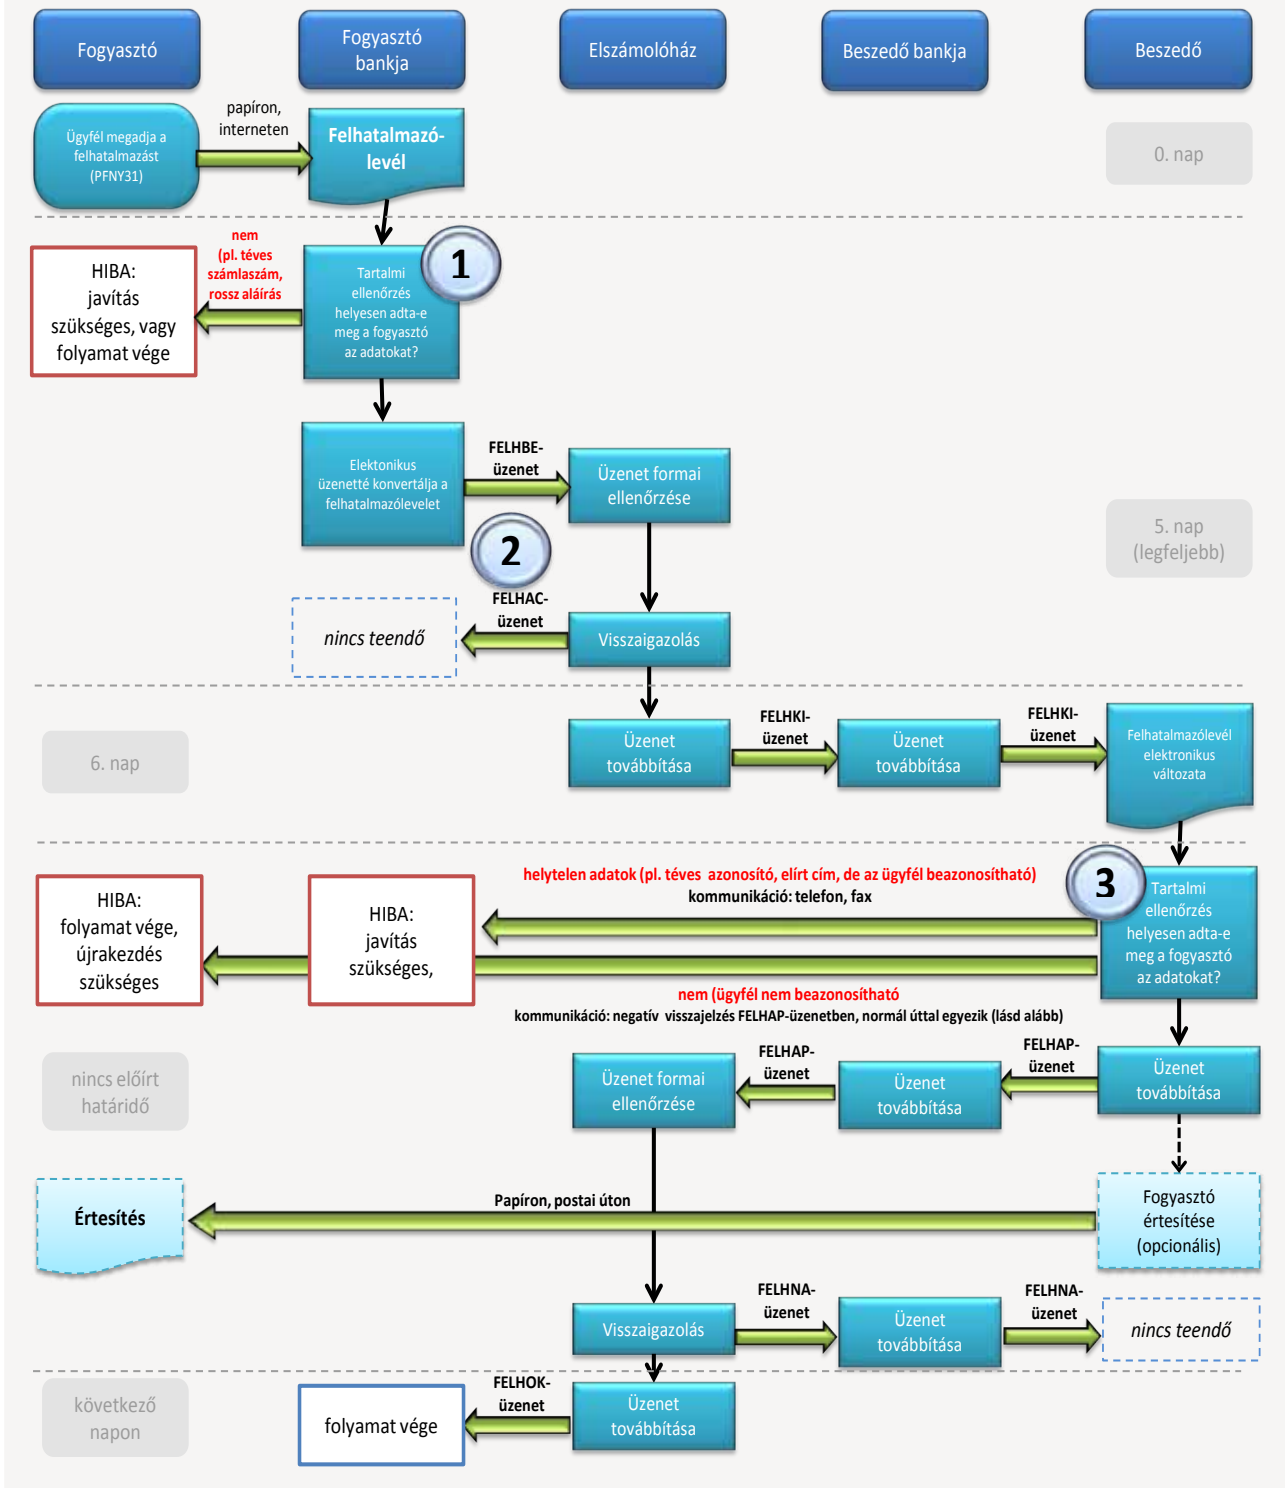 Fogyasztó
Fogyasztó
bankja
Elszámolóház
Beszedő bankja
Beszedő
Ügyfél megadja a
felhatalmazást
(PFNY31)
papíron,
interneten
Felhatalmazó-
levél
0. nap
HIBA:
javítás
szükséges, vagy
folyamat vége
nem
(pl. téves
számlaszám,
rossz aláírás
1
Tartalmi
ellenőrzés
helyesen adta-e
meg a fogyasztó
az adatokat?
Elektonikus
üzenetté konvertálja a
felhatalmazólevelet
FELHBE-
üzenet
Üzenet formai
ellenőrzése
5. nap
(legfeljebb)
2
nincs teendő
FELHAC-
üzenet
Visszaigazolás
6. nap
Üzenet
továbbítása
FELHKI-
üzenet
Üzenet
továbbítása
FELHKI-
üzenet
Felhatalmazólevél
elektronikus
változata
HIBA:
folyamat vége,
újrakezdés
szükséges
HIBA:
javítás
szükséges,
helytelen adatok (pl. téves azonosító, elírt cím, de az ügyfél beazonosítható)
kommunikáció: telefon, fax
3
Tartalmi
ellenőrzés
helyesen adta-e
meg a fogyasztó
az adatokat?
nem (ügyfél nem beazonosítható
kommunikáció: negatív visszajelzés FELHAP-üzenetben, normál úttal egyezik (lásd alább)
nincs előírt
határidő
Üzenet formai
ellenőrzése
FELHAP-
üzenet
Üzenet
továbbítása
FELHAP-
üzenet
Üzenet
továbbítása
Értesítés
Papíron, postai úton
Fogyasztó
értesítése
(opcionális)
Visszaigazolás
FELHNA-
üzenet
Üzenet
továbbítása
FELHNA-
üzenet
nincs teendő
következő
napon
folyamat vége
FELHOK-
üzenet
Üzenet
továbbítása